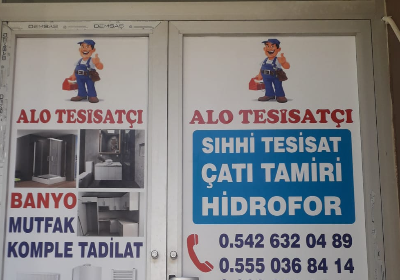 ALO TESİSATÇI
BANYO
MUTFAK
KOMPLE TADİLAT
ALO TESİSATÇI
SIHHİ TESİSAT
ÇATI TAMİRİ
HİDROFOR
0.542 632 04 89
0.555 036 84 14